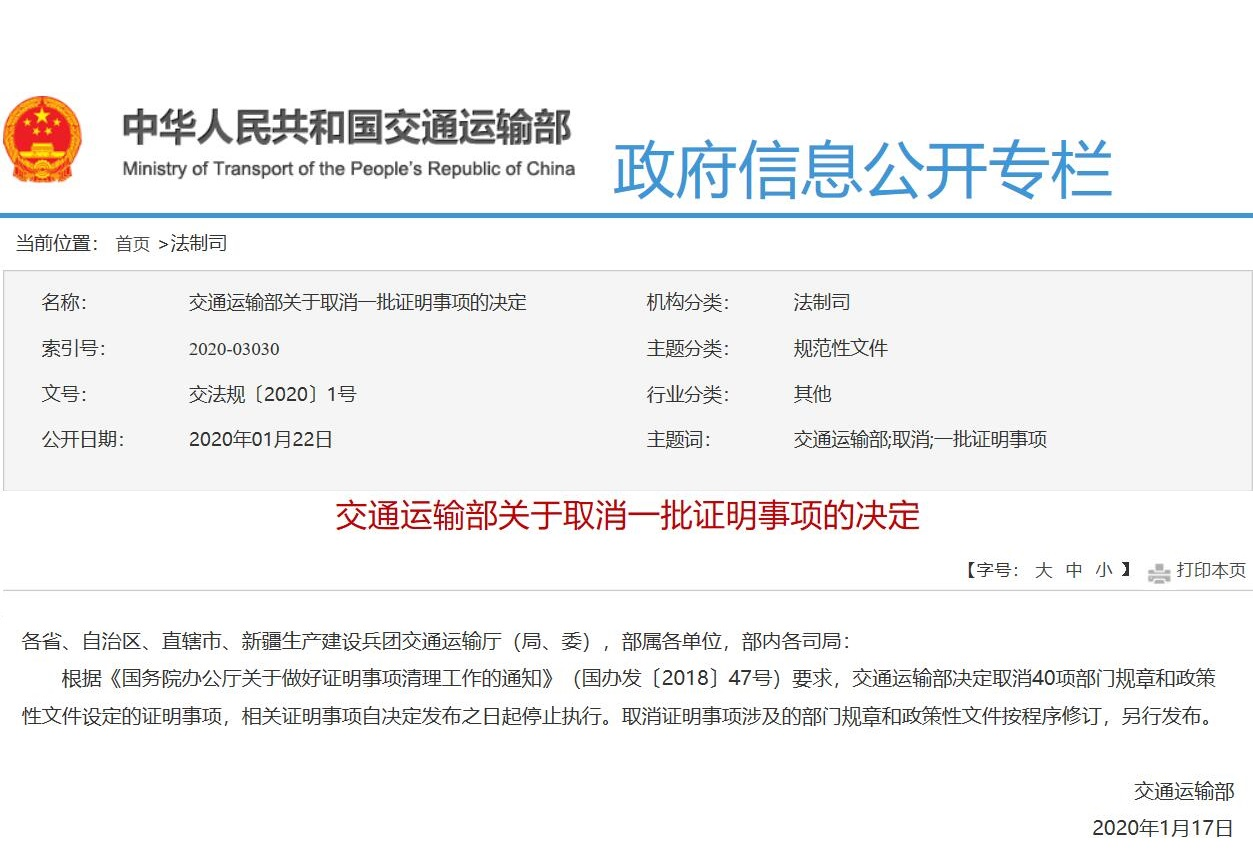 中华人民共和国交通运输部
Ministry of Transport of the People's Republic of China
政府信息公开专栏
当前位置： 首页 >法制司
名称： 交通运输部关于取消一批证明事项的决定 机构分类： 法制司
索引号： 2020-03030 主题分类： 规范性文件
文号： 交法规〔2020〕1号 行业分类： 其他
公开日期： 2020年01月22日 主题词： 交通运输部;取消;一批证明事项
交通运输部关于取消一批证明事项的决定
【字号： 大 中 小 】 打印本页
各省、自治区、直辖市、新疆生产建设兵团交通运输厅（局、委），部属各单位，部内各司局：
根据《国务院办公厅关于做好证明事项清理工作的通知》（国办发〔2018〕47号）要求，交通运输部决定取消40项部门规章和政策
性文件设定的证明事项，相关证明事项自决定发布之日起停止执行。取消证明事项涉及的部门规章和政策性文件按程序修订，另行发布。
交通运输部
2020年1月17日